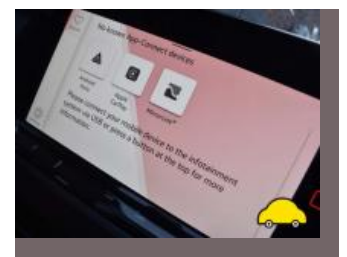 No known App-Connect devices
Android
Auto
Apple
CarPlay
MirrorLink™
Please connect your mobile device to the infotainment
system via USB or press a button at the top for more
information.